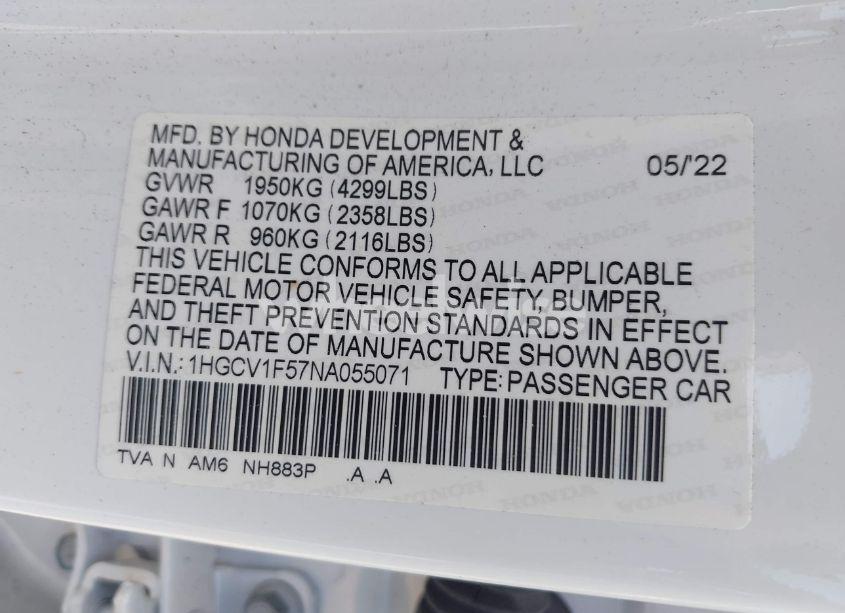 MFD. BY HONDA DEVELOPMENT &
MANUFACTURING OF AMERICA, LLC 05/'22
GVWR 1950KG (4299LBS)
GAWR F 1070KG (2358LBS)
GAWR R 960KG (2116LBS)
THIS VEHICLE CONFORMS TO ALL APPLICABLE
FEDERAL MOTOR VEHICLE SAFETY, BUMPER,
AND THEFT PREVENTION STANDARDS IN EFFECT
ON THE DATE OF MANUFACTURE SHOWN ABOVE.
V.I.N.: 1HGCV1F57NA055071 TYPE: PASSENGER CAR
TVA N AM6 NH883P .A .A